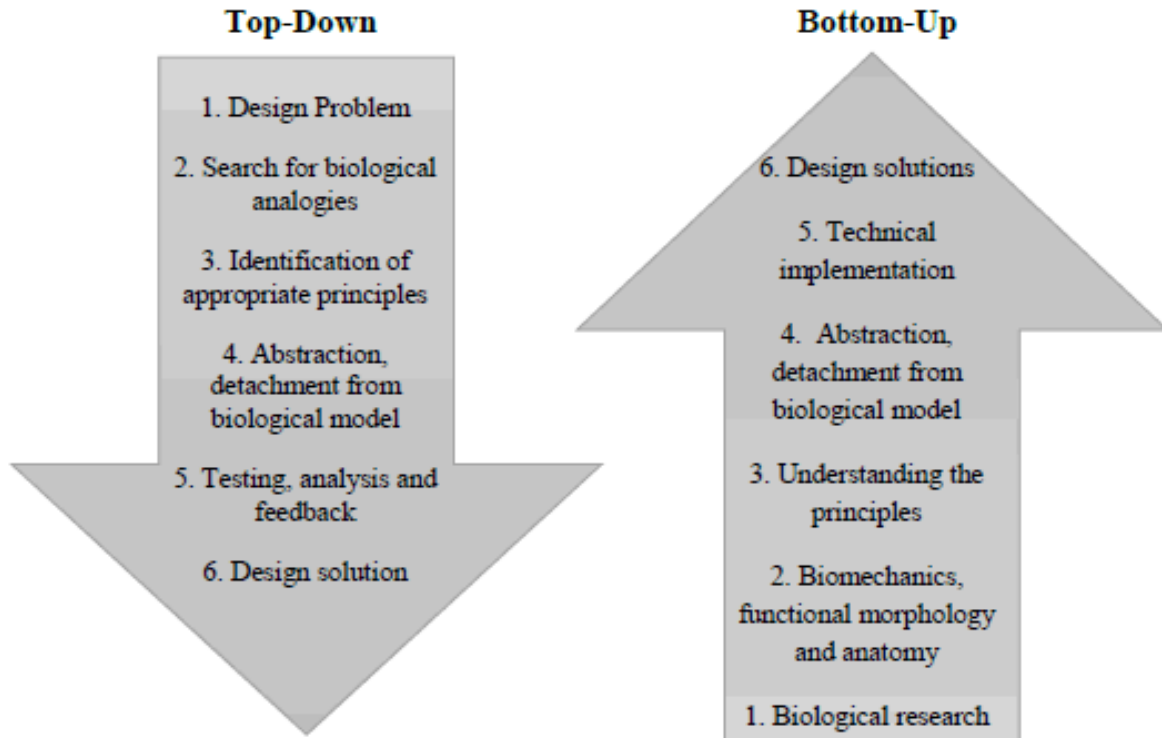 Top-Down
1. Design Problem
2. Search for biological
analogies
3. Identification of
appropriate principles
4. Abstraction,
detachment from
biological model
5. Testing, analysis and
feedback
6. Design solution
Bottom-Up
6. Design solutions
5. Technical
implementation
4. Abstraction,
detachment from
biological model
3. Understanding the
principles
2. Biomechanics,
functional morphology
and anatomy
1. Biological research